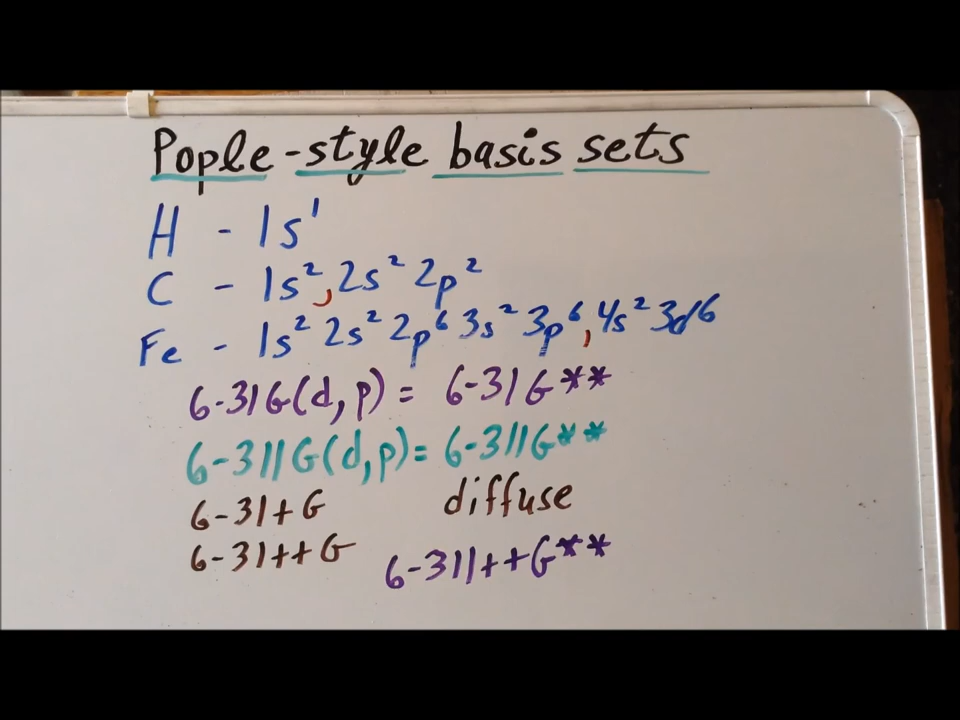 Pople-style basis sets
H - 1s¹
C - 1s², 2s² 2p²
Fe - 1s² 2s² 2p⁶ 3s² 3p⁶, 4s² 3d6
6-31G(d,p) = 6-31G**
6-311G(d,p)= 6-311G**
6-31+G diffuse
6-31++G 6-311++G**